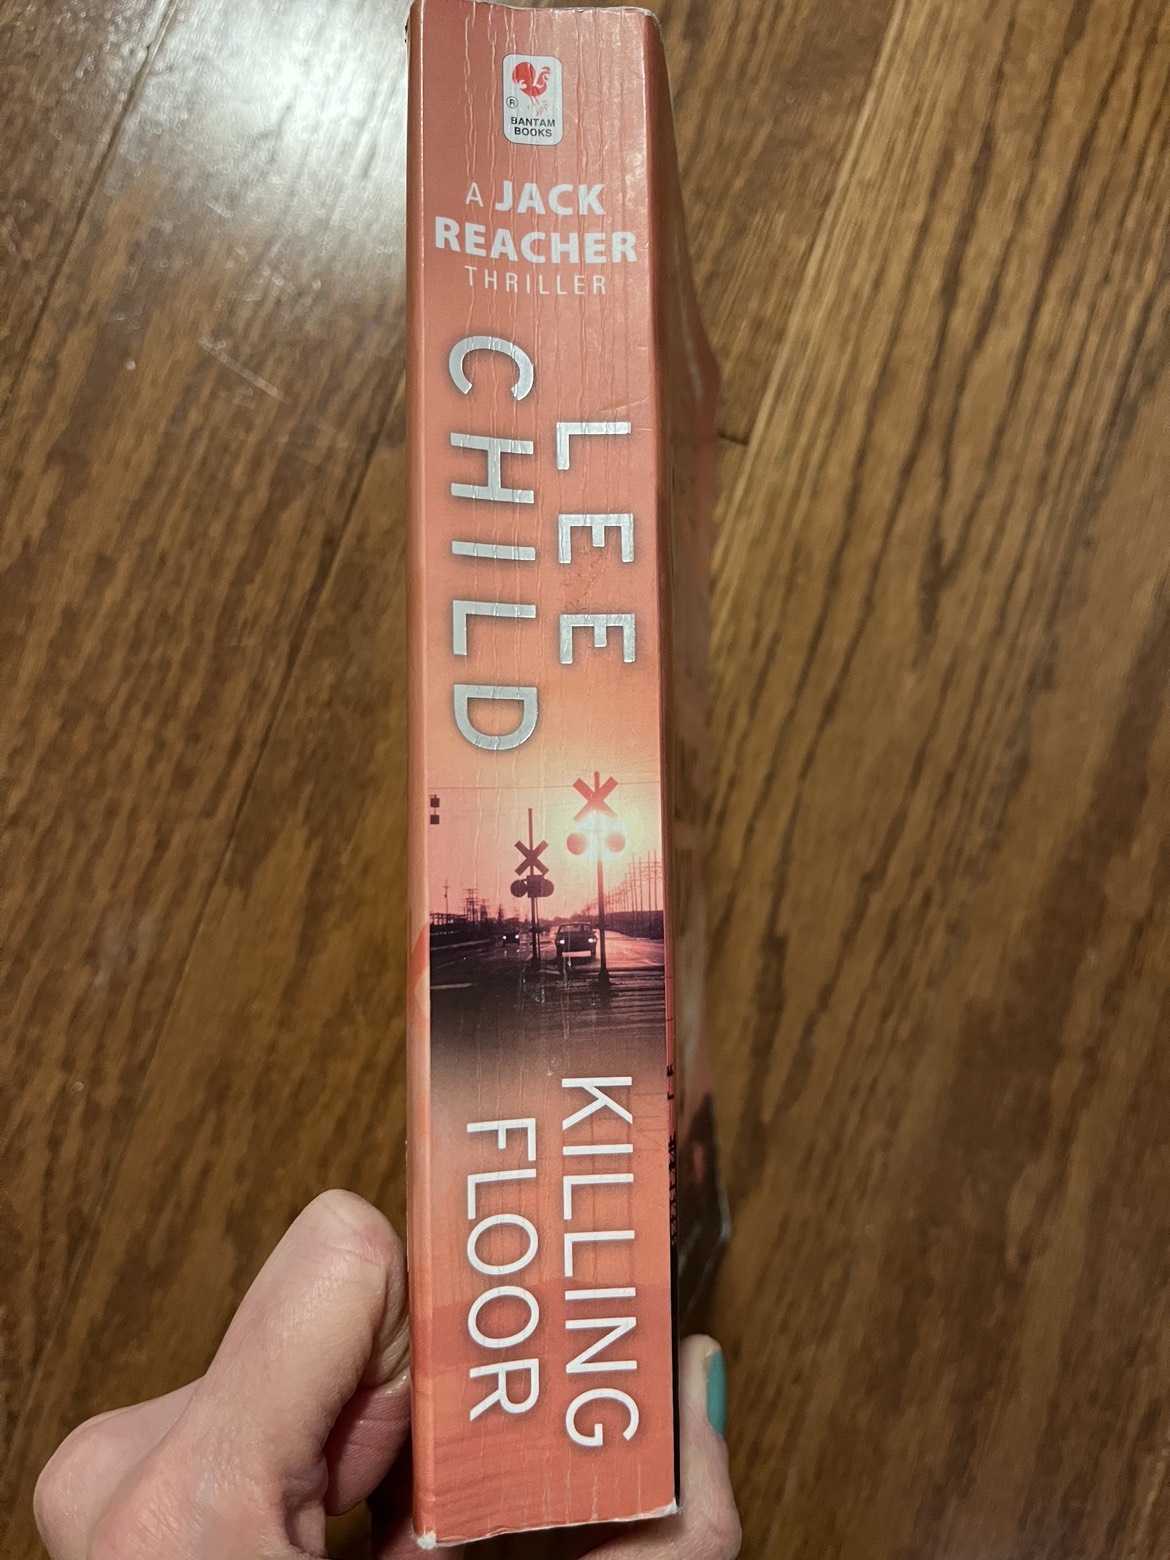 ®
BANTAM
BOOKS
A JACK
REACHER
THRILLER
LEE
CHILD
KILLING
FLOOR